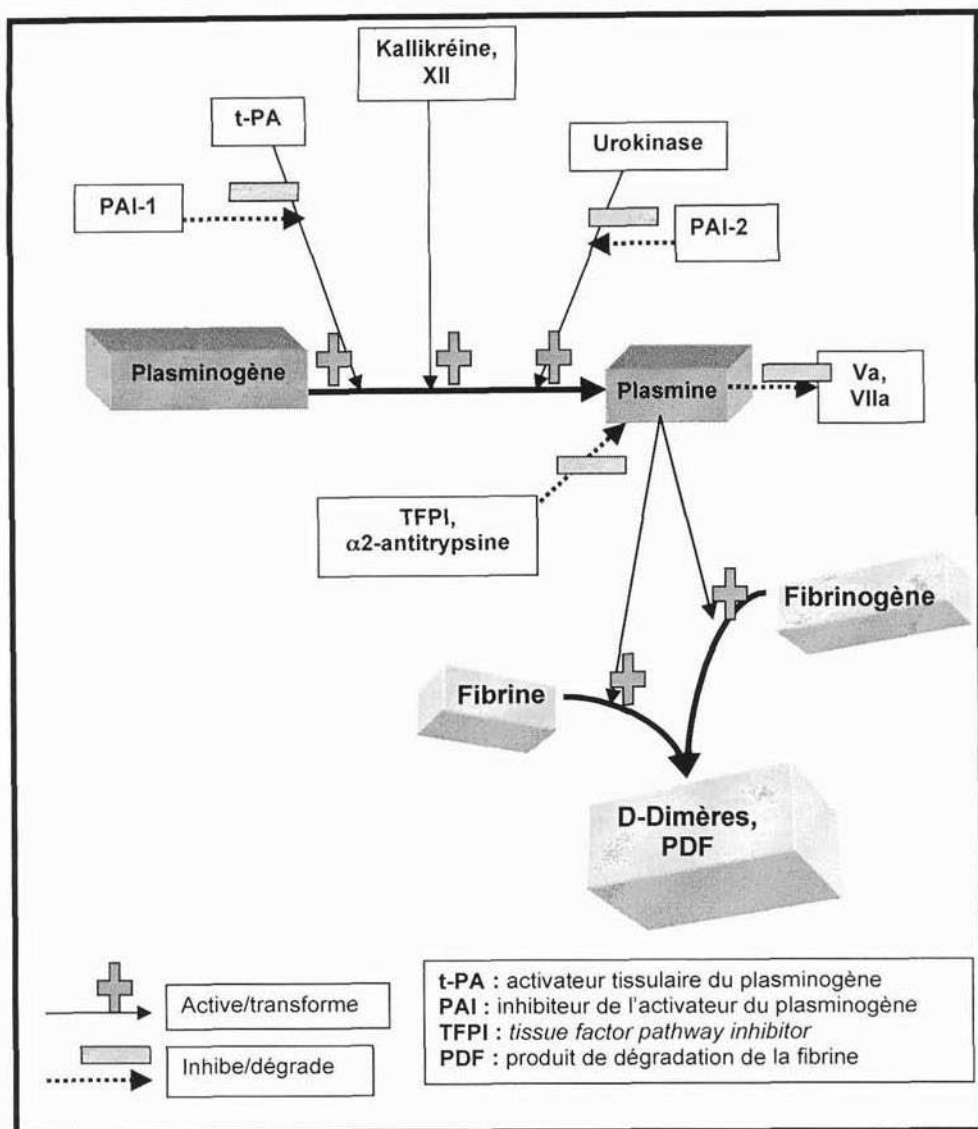 Kallikréine,
XII
t-PA
Urokinase
PAI-1
PAI-2
Plasminogène
Plasmine
Va,
VIIa
TFPI,
α2-antitrypsine
Fibrinogène
Fibrine
D-Dimères,
PDF
Active/transforme
Inhibe/dégrade
t-PA : activateur tissulaire du plasminogène
PAI : inhibiteur de l'activateur du plasminogène
TFPI : tissue factor pathway inhibitor
PDF : produit de dégradation de la fibrine